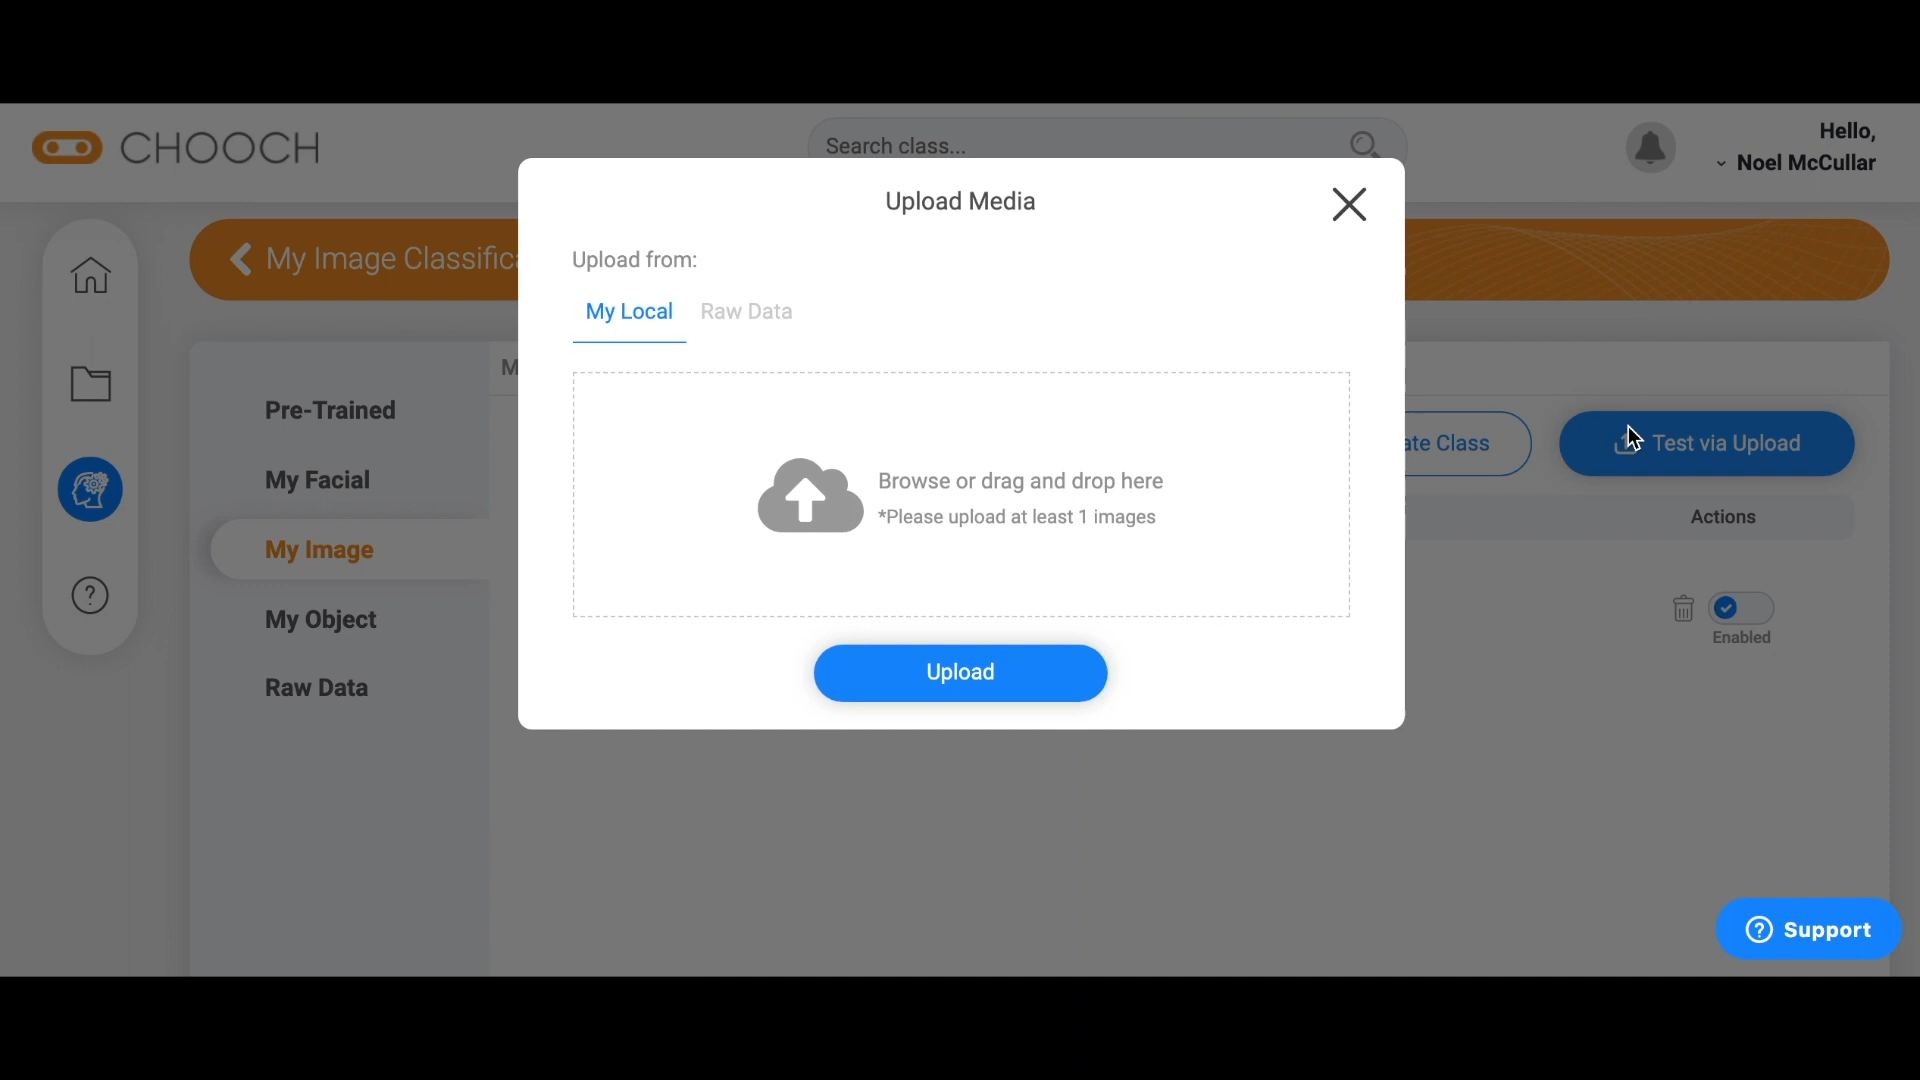 CHOOCH
Search class...
Hello,
Noel McCullar
Upload Media
My Image
Upload from:
My Local Raw Data
Pre-Trained
My Facial
My Image
My Object
Raw Data
Browse or drag and drop here
*Please upload at least 1 images
Upload
Class
Test via Upload
Actions
Enabled
Support